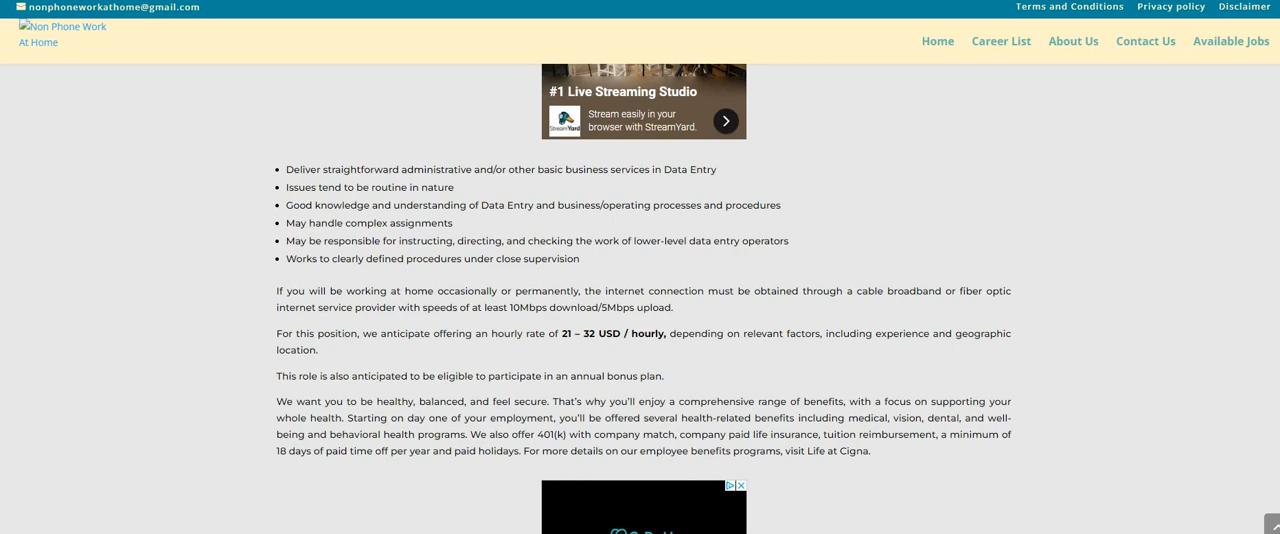 nonphoneworkathome@gmail.com
Terms and Conditions Privacy policy Disclaimer
Non Phone Work
At Home
Home Career List About Us Contact Us Available Jobs
#1 Live Streaming Studio
StreamYard
Stream easily in your
browser with StreamYard.
Deliver straightforward administrative and/or other basic business services in Data Entry
Issues tend to be routine in nature
Good knowledge and understanding of Data Entry and business/operating processes and procedures
May handle complex assignments
May be responsible for instructing, directing, and checking the work of lower-level data entry operators
Works to clearly defined procedures under close supervision
If you will be working at home occasionally or permanently, the internet connection must be obtained through a cable broadband or fiber optic
internet service provider with speeds of at least 10Mbps download/5Mbps upload.
For this position, we anticipate offering an hourly rate of 21 – 32 USD / hourly, depending on relevant factors, including experience and geographic
location.
This role is also anticipated to be eligible to participate in an annual bonus plan.
We want you to be healthy, balanced, and feel secure. That's why you'll enjoy a comprehensive range of benefits, with a focus on supporting your
whole health. Starting on day one of your employment, you'll be offered several health-related benefits including medical, vision, dental, and well-
being and behavioral health programs. We also offer 401(k) with company match, company paid life insurance, tuition reimbursement, a minimum of
18 days of paid time off per year and paid holidays. For more details on our employee benefits programs, visit Life at Cigna.